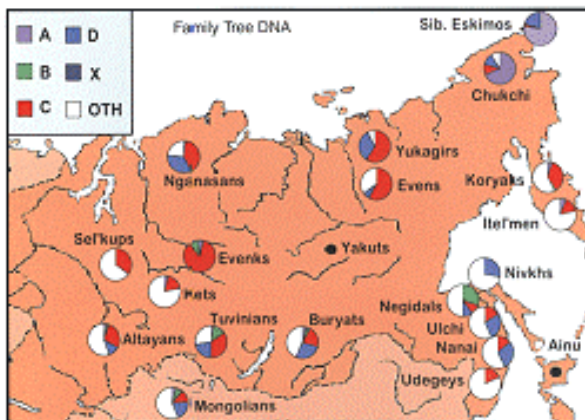 Family Tree DNA
Sib. Eskimos
A
D
B
X
C
OTH
Chukchi
Yukagirs
Nganasans
Koryaks
Evens
Itel'men
Sel'kups
Evenks
Yakuts
Nivkhs
Kets
Negidals
Tuvinians
Buryats
Ulchi
Altayans
Nanai
Ainu
Udegeys
Mongolians